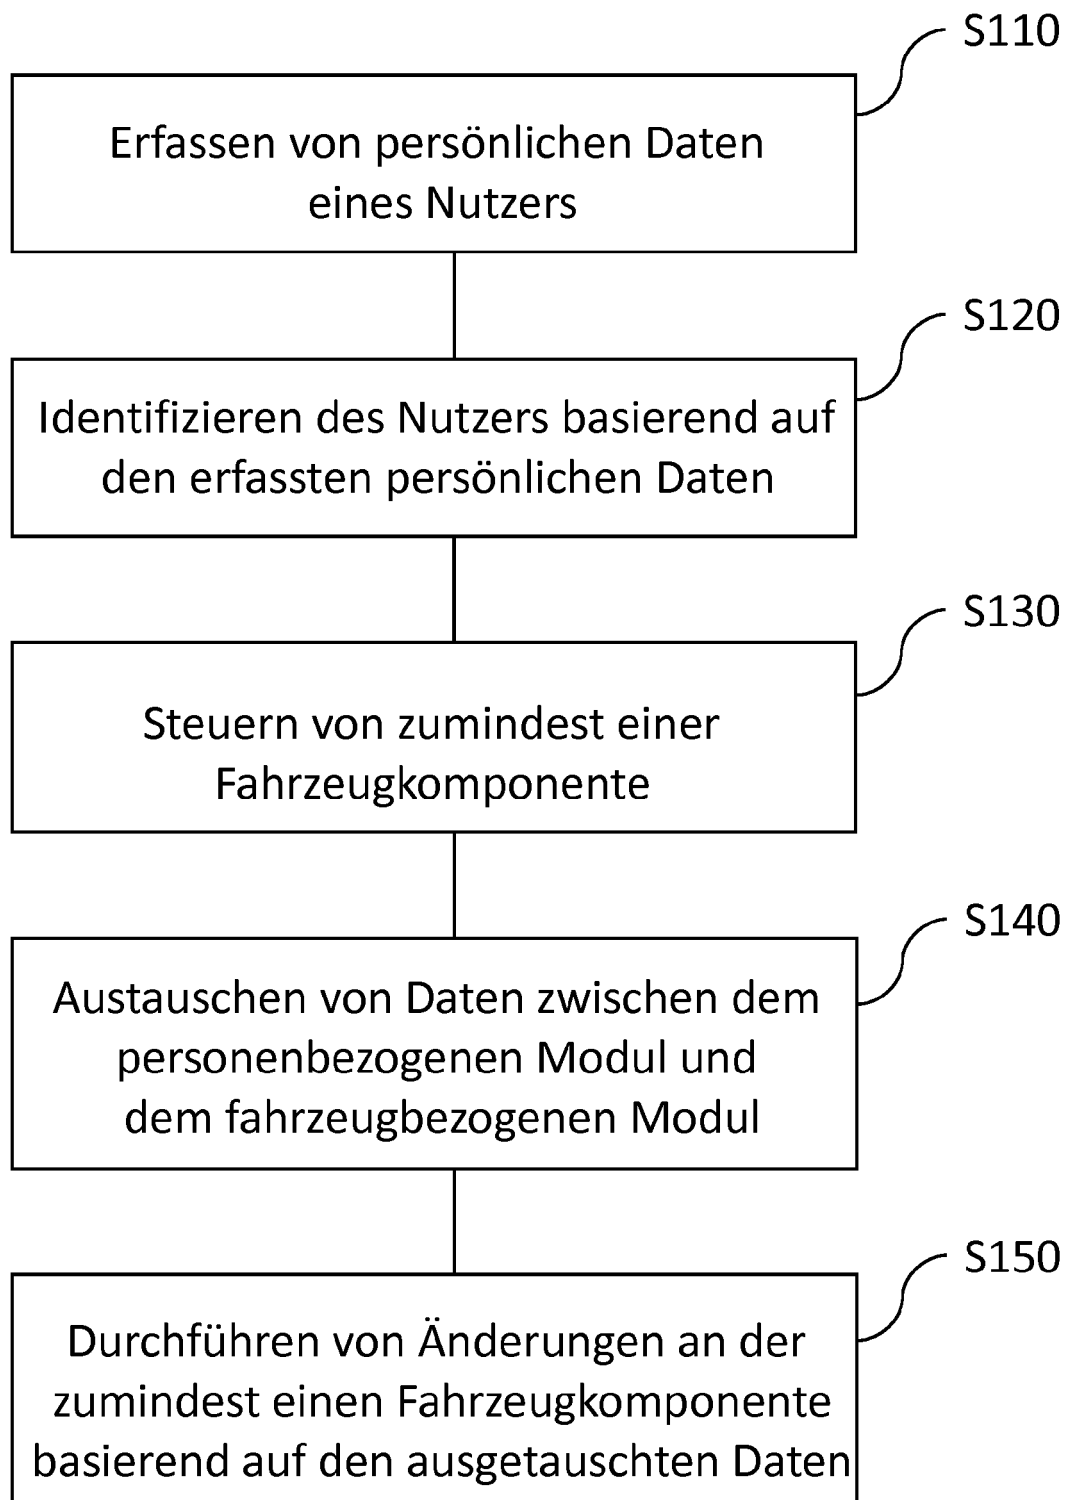 S110
Erfassen von persönlichen Daten
eines Nutzers
S120
Identifizieren des Nutzers basierend auf
den erfassten persönlichen Daten
S130
Steuern von zumindest einer
Fahrzeugkomponente
S140
Austauschen von Daten zwischen dem
personenbezogenen Modul und
dem fahrzeugbezogenen Modul
S150
Durchführen von Änderungen an der
zumindest einen Fahrzeugkomponente
basierend auf den ausgetauschten Daten